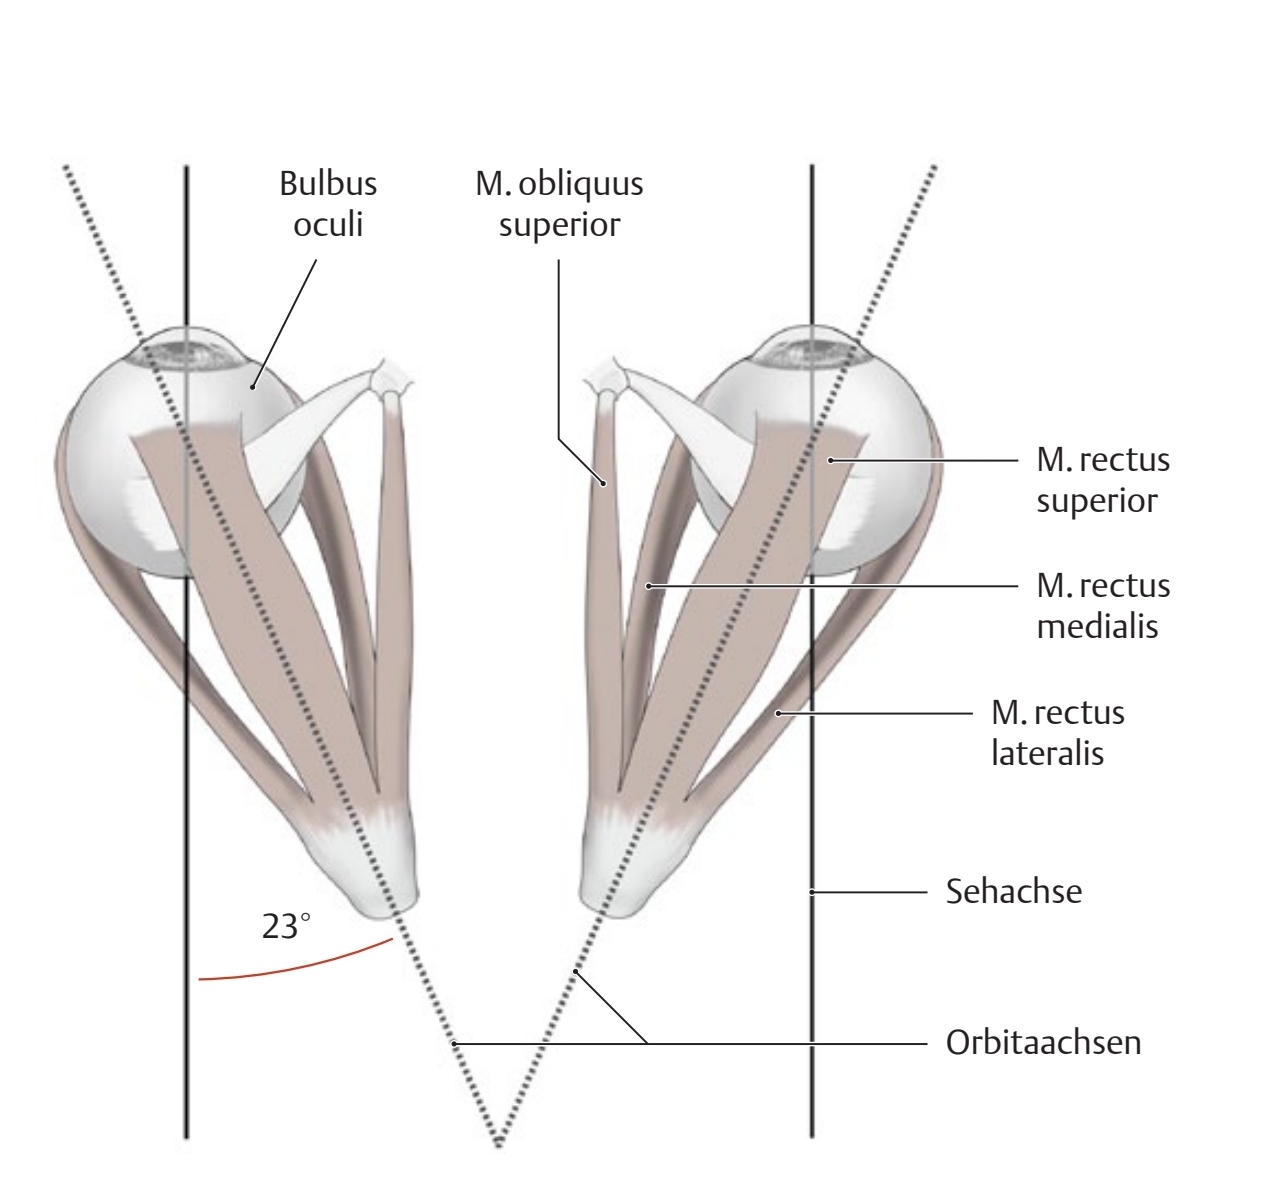 Bulbus
oculi
M. obliquus
superior
M. rectus
superior
M. rectus
medialis
M. rectus
lateralis
Sehachse
23°
Orbitaachsen